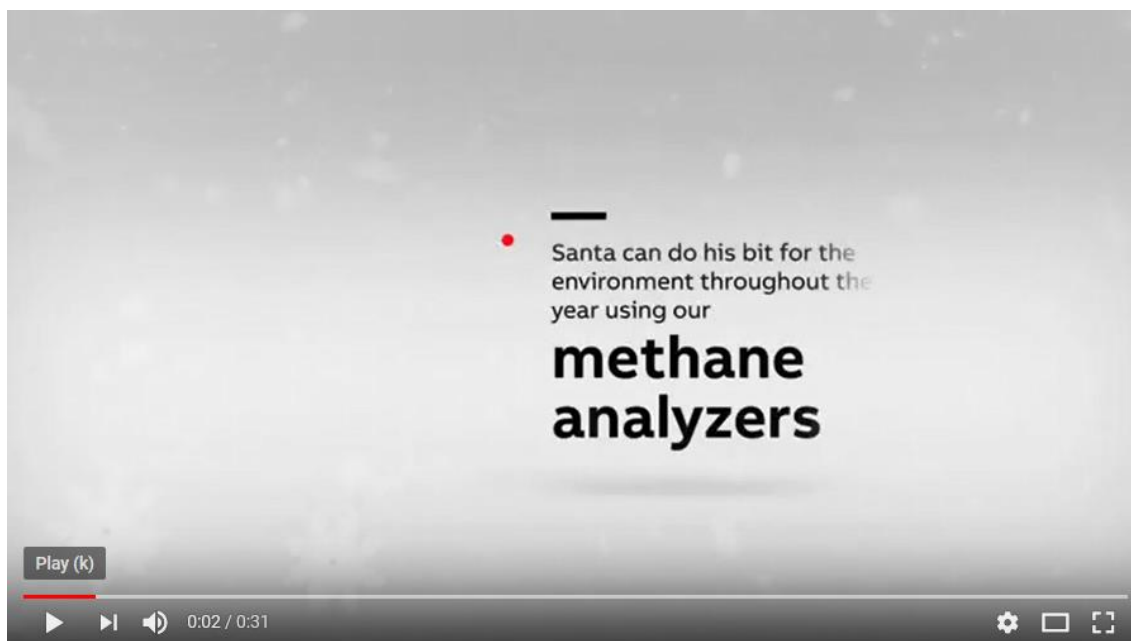 Santa can do his bit for the
environment throughout the
year using our
methane
analyzers
Play (k)
0:02 / 0:31